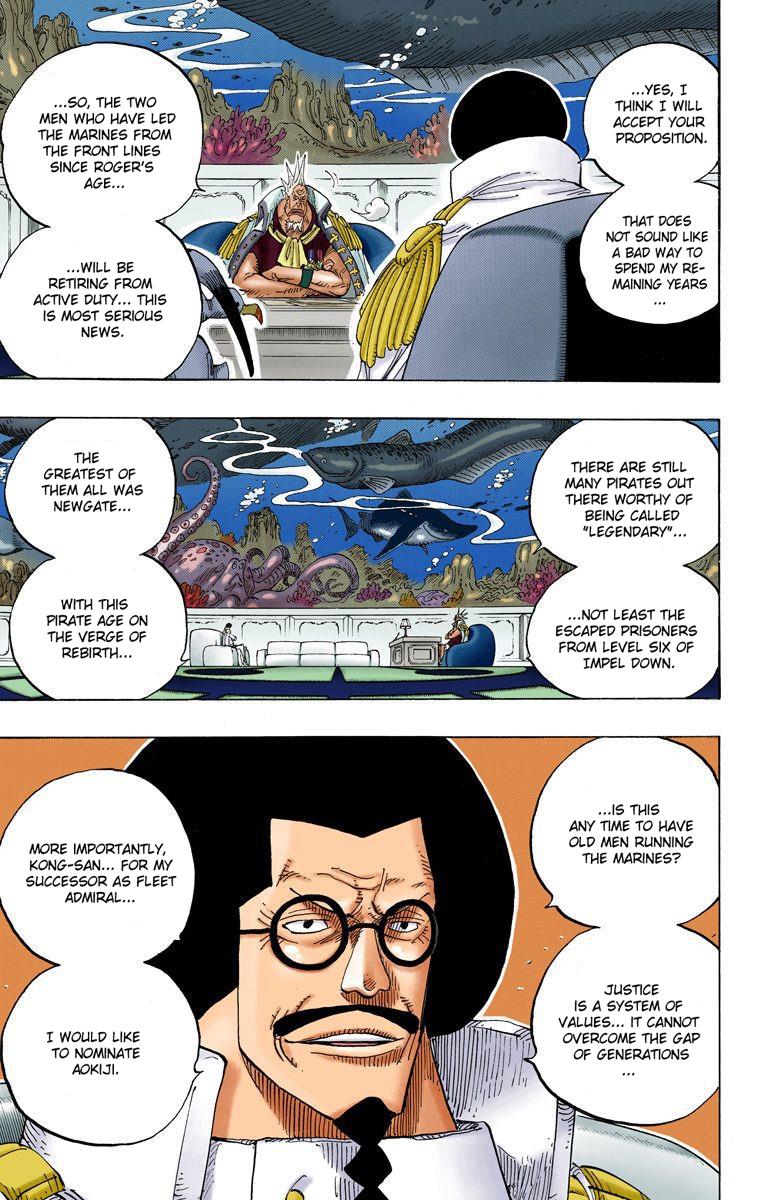 ...YES, I
THINK I WILL
ACCEPT YOUR
PROPOSITION.
THAT DOES
NOT SOUND LIKE
A BAD WAY TO
SPEND MY RE-
MAINING YEARS
...
...SO, THE TWO
MEN WHO HAVE LED
THE MARINES FROM
THE FRONT LINES
SINCE ROGER'S
AGE...
...WILL BE
RETIRING FROM
ACTIVE DUTY... THIS
IS MOST SERIOUS
NEWS.
THERE ARE STILL
MANY PIRATES OUT
THERE WORTHY OF
BEING CALLED
"LEGENDARY"...
...NOT LEAST THE
ESCAPED PRISONERS
FROM LEVEL SIX OF
IMPEL DOWN.
THE
GREATEST OF
THEM ALL WAS
NEWGATE...
WITH THIS
PIRATE AGE ON
THE VERGE OF
REBIRTH...
...IS THIS
ANY TIME TO HAVE
OLD MEN RUNNING
THE MARINES?
JUSTICE
IS A SYSTEM OF
VALUES... IT CANNOT
OVERCOME THE GAP
OF GENERATIONS
...
MORE IMPORTANTLY,
KONG-SAN... FOR MY
SUCCESSOR AS FLEET
ADMIRAL...
I WOULD LIKE
TO NOMINATE
AOKIJI.